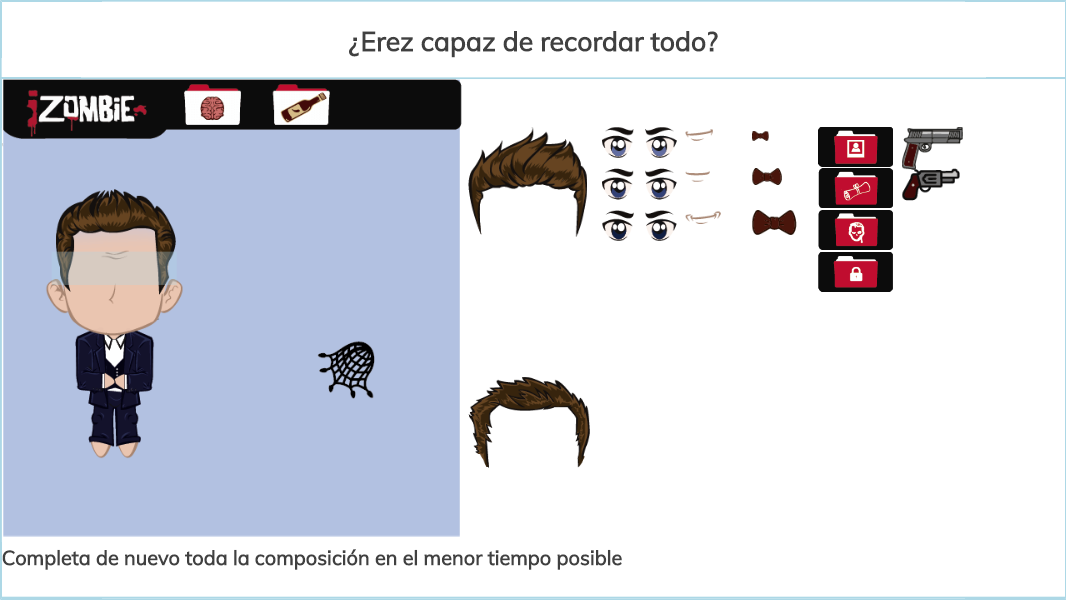 ¿Erez capaz de recordar todo?
iZOMBiE
Completa de nuevo toda la composición en el menor tiempo posible